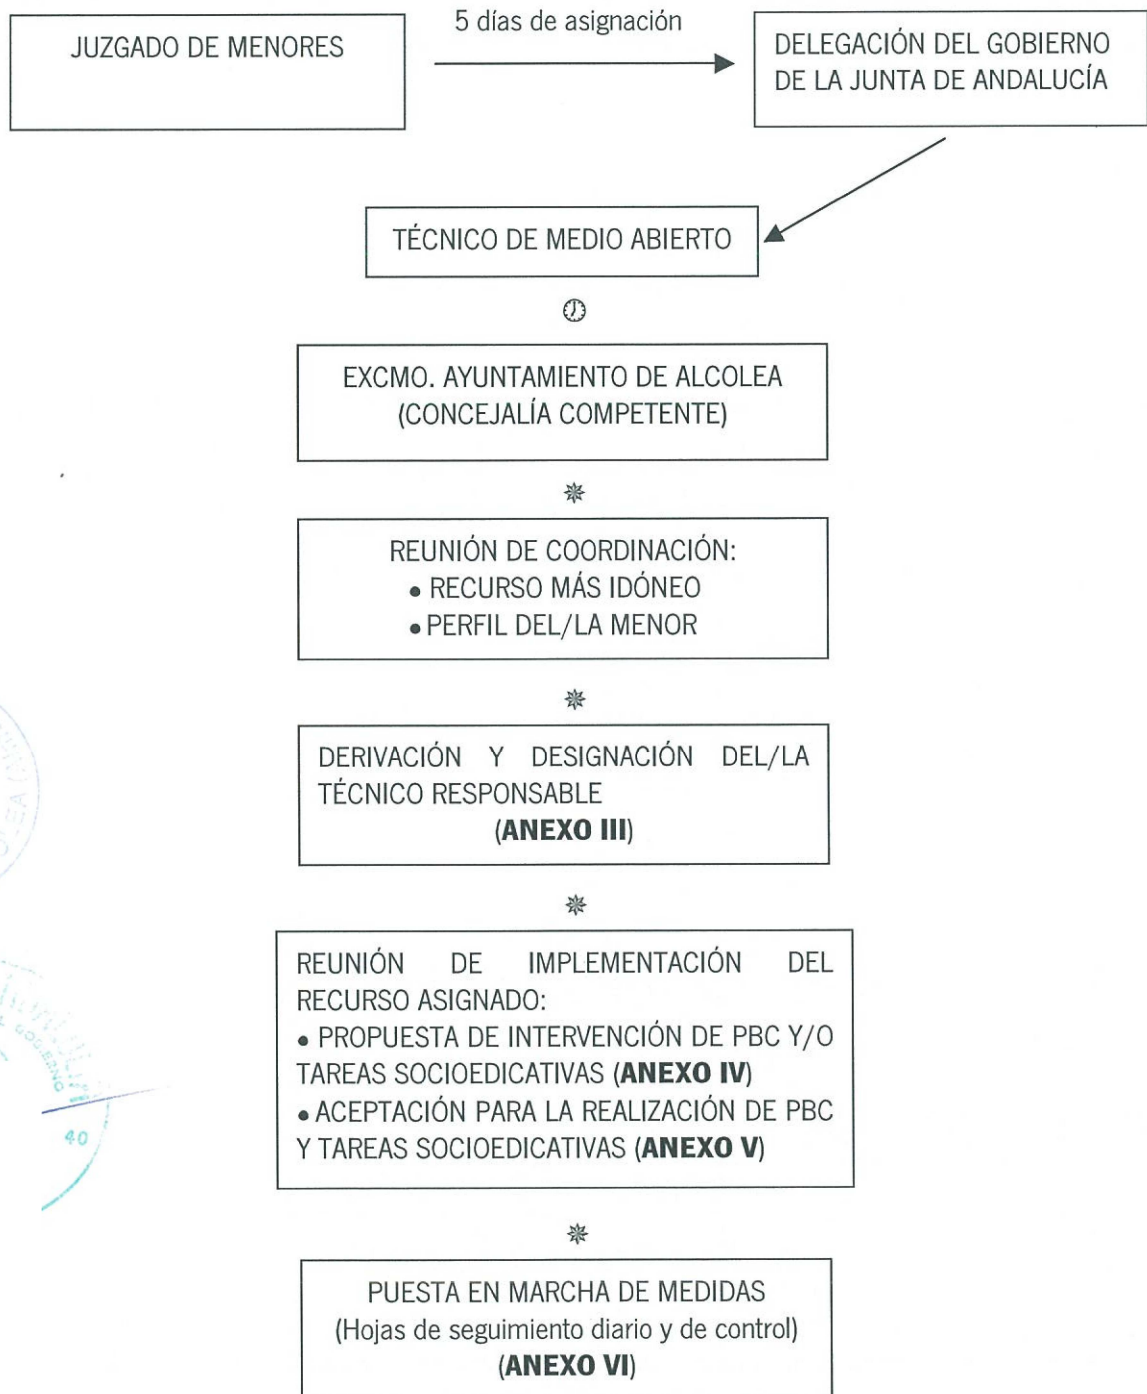 JUZGADO DE MENORES
5 días de asignación
DELEGACIÓN DEL GOBIERNO
DE LA JUNTA DE ANDALUCÍA
TÉCNICO DE MEDIO ABIERTO
EXCMO. AYUNTAMIENTO DE ALCOLEA
(CONCEJALÍA COMPETENTE)
REUNIÓN DE COORDINACIÓN:
• RECURSO MÁS IDÓNEO
• PERFIL DEL/LA MENOR
DERIVACIÓN Y DESIGNACIÓN DEL/LA
TÉCNICO RESPONSABLE
(ANEXO III)
REUNIÓN DE IMPLEMENTACIÓN DEL
RECURSO ASIGNADO:
• PROPUESTA DE INTERVENCIÓN DE PBC Y/O
TAREAS SOCIOEDICATIVAS (ANEXO IV)
• ACEPTACIÓN PARA LA REALIZACIÓN DE PBC
Y TAREAS SOCIOEDICATIVAS (ANEXO V)
PUESTA EN MARCHA DE MEDIDAS
(Hojas de seguimiento diario y de control)
(ANEXO VI)
GOBIERNO
40